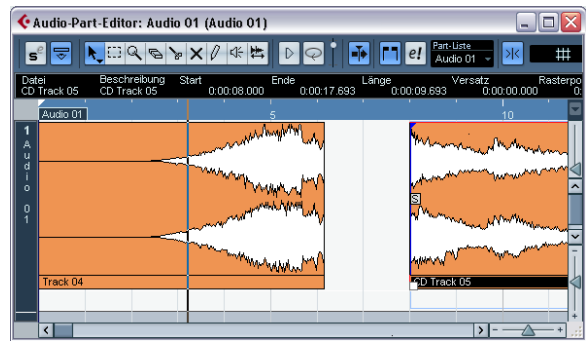 Audio-Part-Editor: Audio 01 (Audio 01)
s e e! Part-Liste
Audio 01
Datei Beschreibung Start Ende Länge Versatz Rasterpo
CD Track 05 CD Track 05 0:00:08.000 0:00:17.693 0:00:09.693 0:00:00.000 0:
Audio 01 5 10
1
Audio 01
S
Track 04 CD Track 05